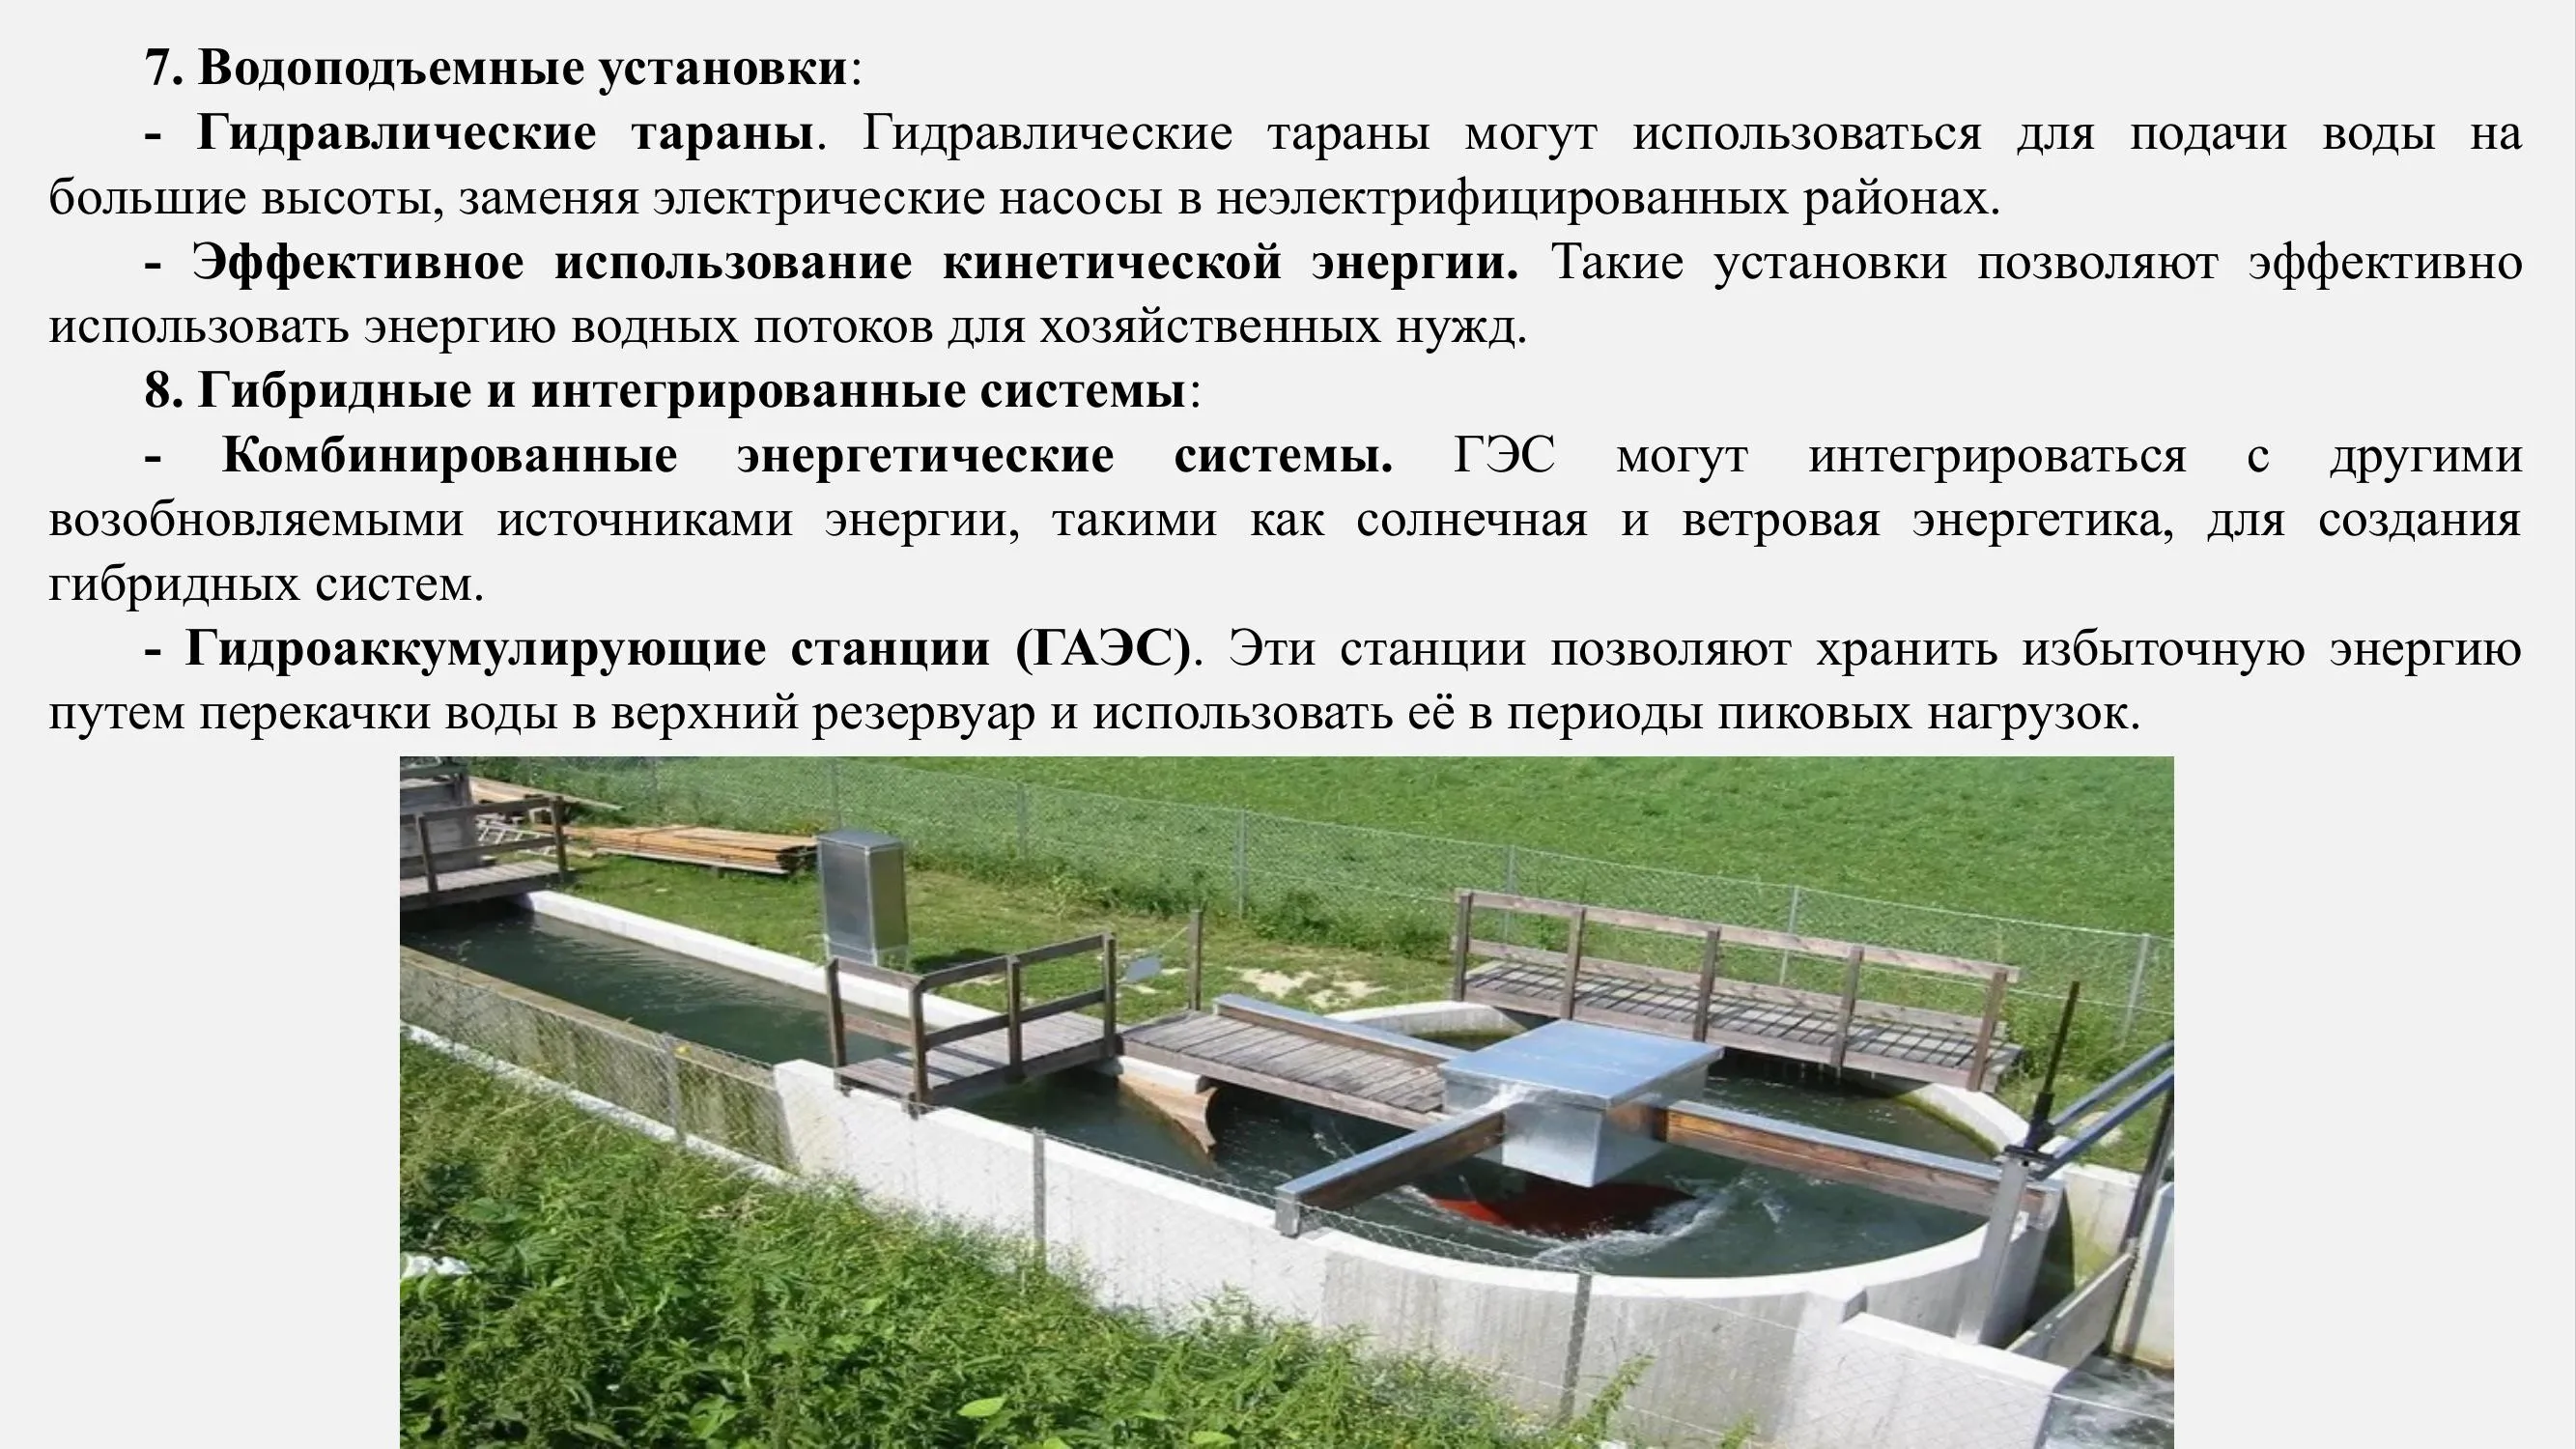 7. Водоподъемные установки:
- Гидравлические тараны. Гидравлические тараны могут использоваться для подачи воды на
большие высоты, заменяя электрические насосы в неэлектрифицированных районах.
- Эффективное использование кинетической энергии. Такие установки позволяют эффективно
использовать энергию водных потоков для хозяйственных нужд.
8. Гибридные и интегрированные системы:
- Комбинированные энергетические системы. ГЭС могут интегрироваться с другими
возобновляемыми источниками энергии, такими как солнечная и ветровая энергетика, для создания
гибридных систем.
- Гидроаккумулирующие станции (ГАЭС). Эти станции позволяют хранить избыточную энергию
путем перекачки воды в верхний резервуар и использовать её в периоды пиковых нагрузок.